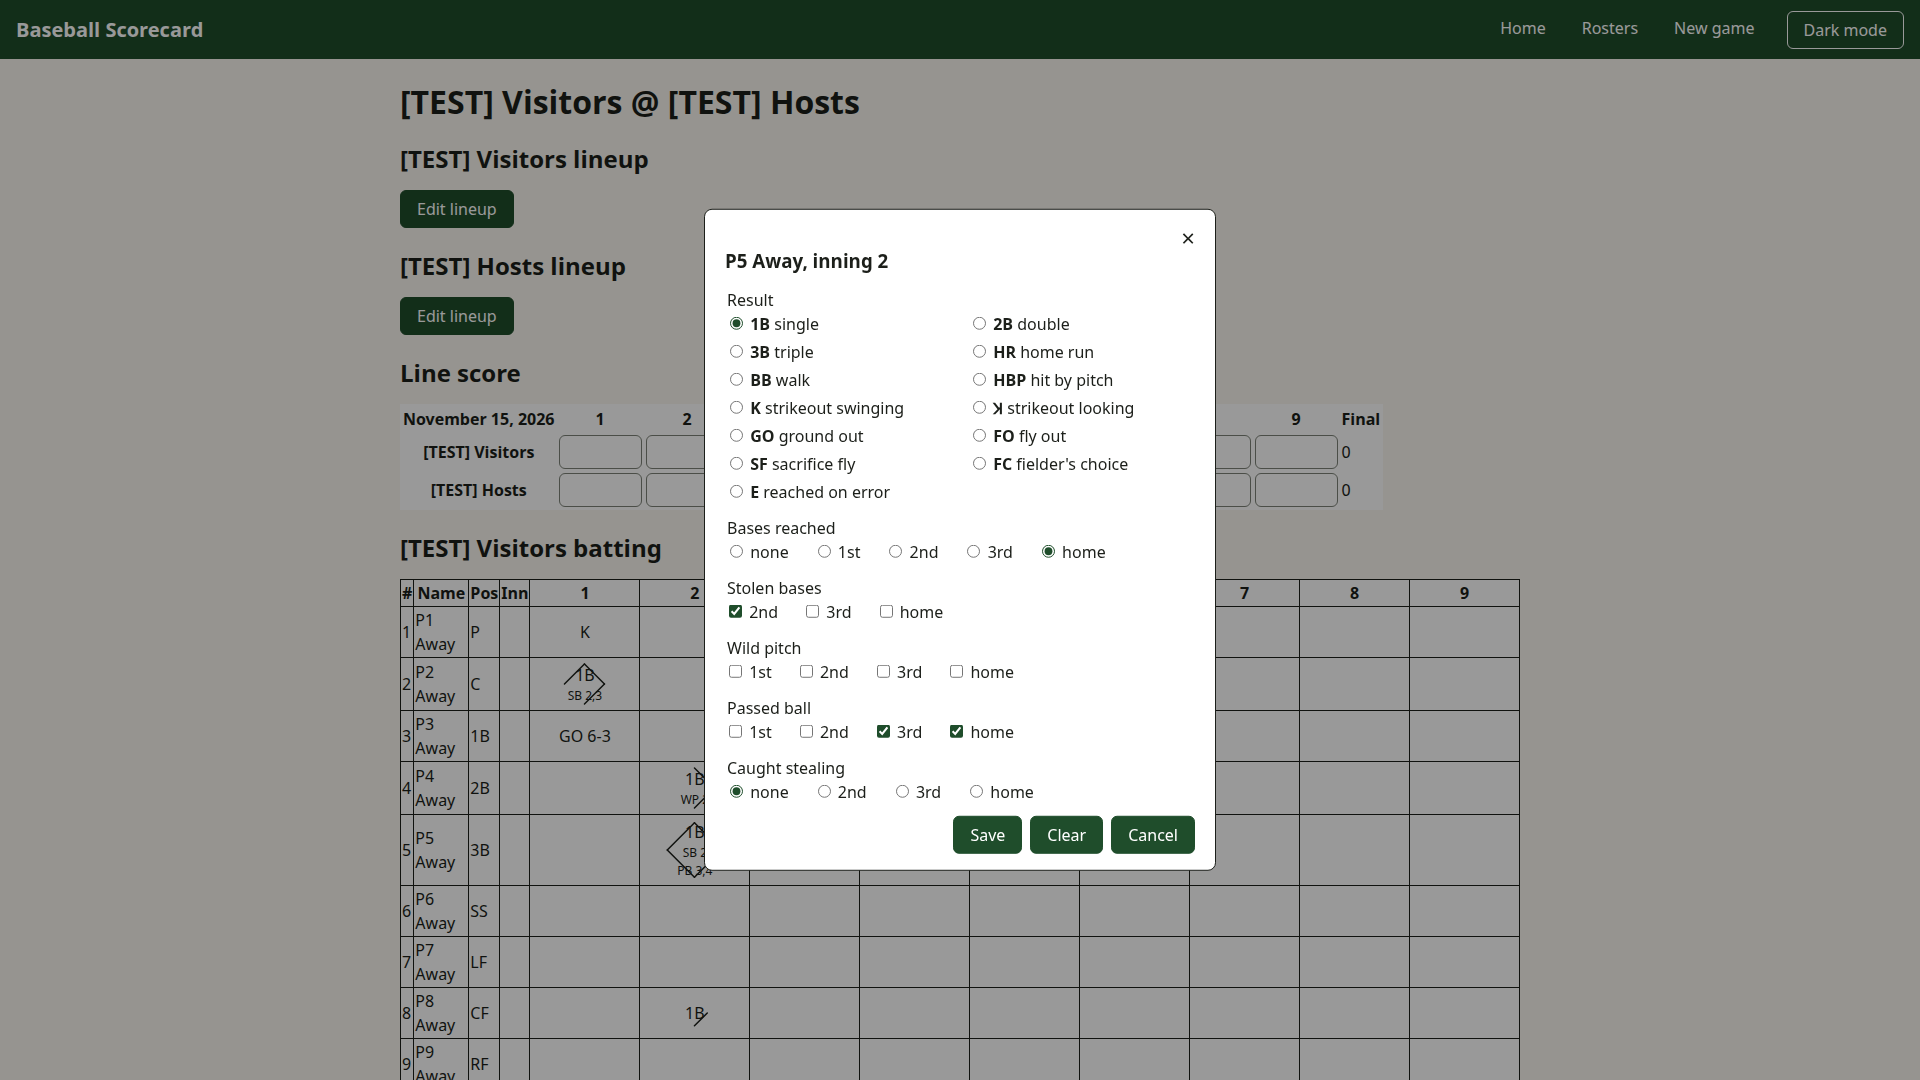 Baseball Scorecard Home Rosters New game Dark mode
[TEST] Visitors @ [TEST] Hosts
[TEST] Visitors lineup
Edit lineup
[TEST] Hosts lineup
Edit lineup
Line score
November 15, 2026 1 2 9 Final
[TEST] Visitors 0
[TEST] Hosts 0
[TEST] Visitors batting
# Name Pos Inn 1 2 7 8 9
1 P1 Away P K
2 P2 Away C 1B SB 2,3
3 P3 Away 1B GO 6-3
4 P4 Away 2B 1B WP
5 P5 Away 3B 1B SB 2 PB 3,4
6 P6 Away SS
7 P7 Away LF
8 P8 Away CF 1B
9 P9 Away RF
×
P5 Away, inning 2
Result
1B single 2B double
3B triple HR home run
BB walk HBP hit by pitch
K strikeout swinging ꓘ strikeout looking
GO ground out FO fly out
SF sacrifice fly FC fielder's choice
E reached on error
Bases reached
none 1st 2nd 3rd home
Stolen bases
2nd 3rd home
Wild pitch
1st 2nd 3rd home
Passed ball
1st 2nd 3rd home
Caught stealing
none 2nd 3rd home
Save Clear Cancel